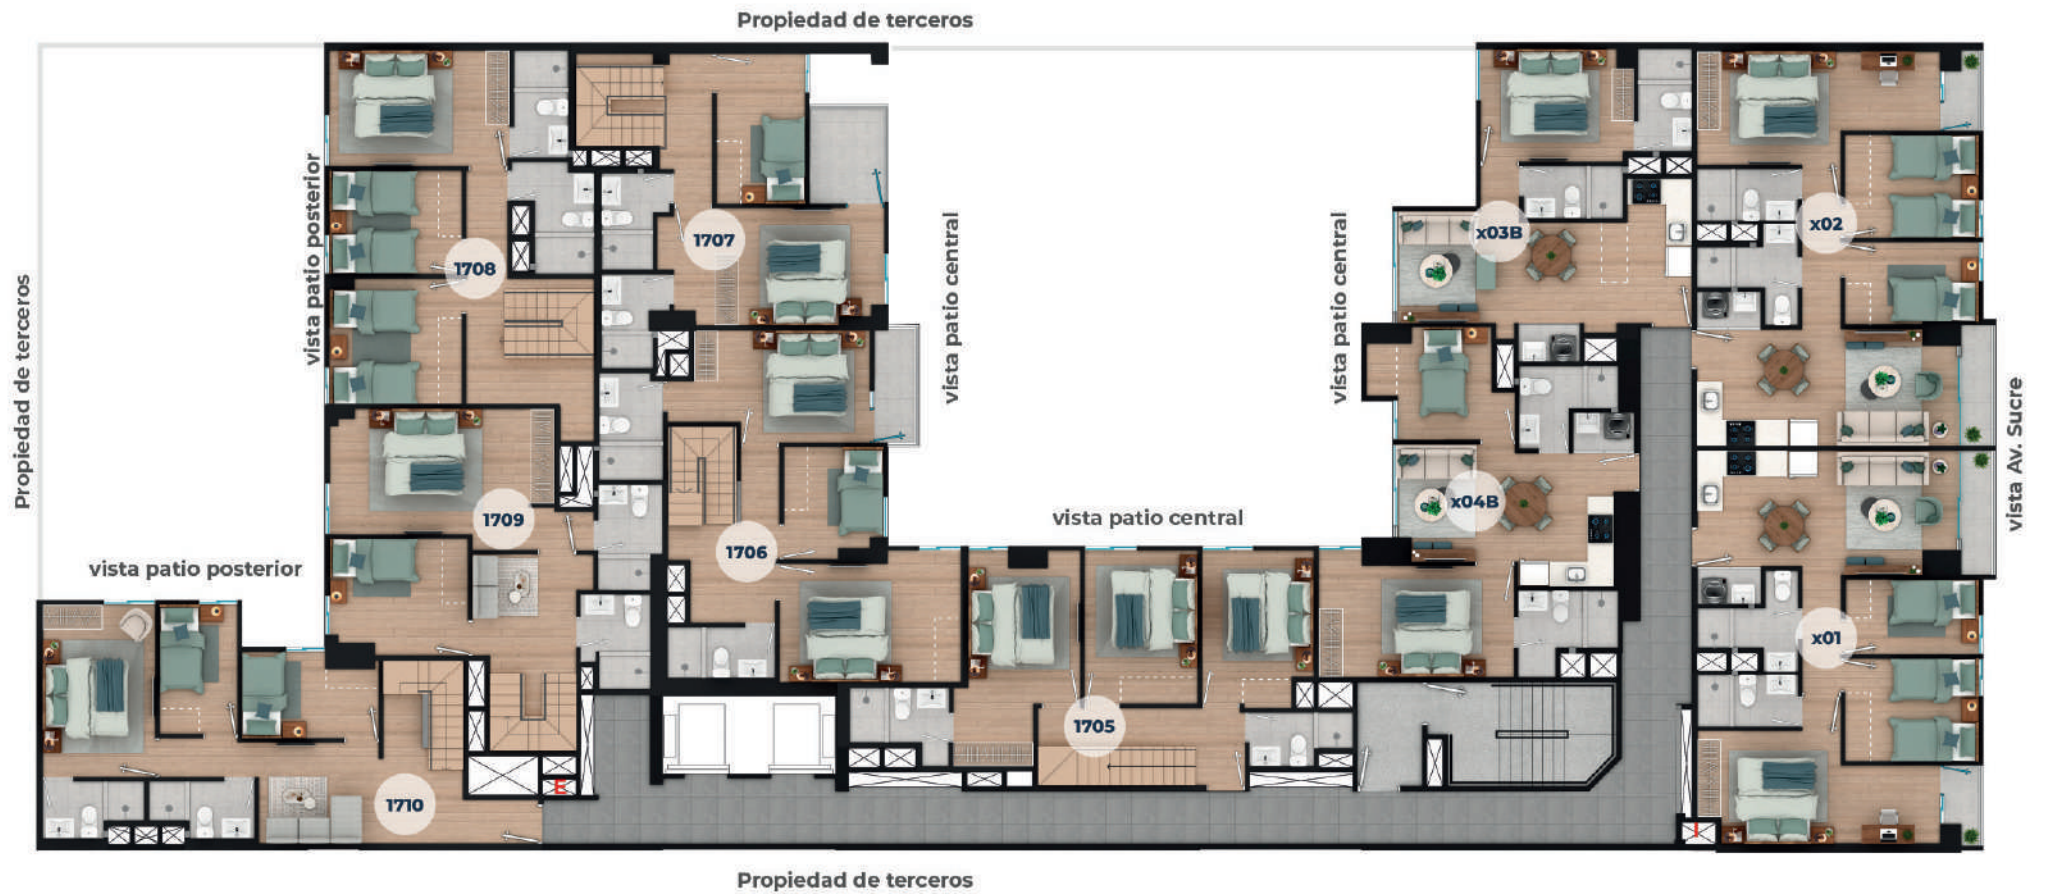 Propiedad de terceros
vista patio posterior
1708
1707
vista patio central
vista patio central
x03B
x02
Propiedad de terceros
vista Av. Sucre
1709
1706
vista patio central
x04B
vista patio posterior
x01
1705
1710
E
I
Propiedad de terceros